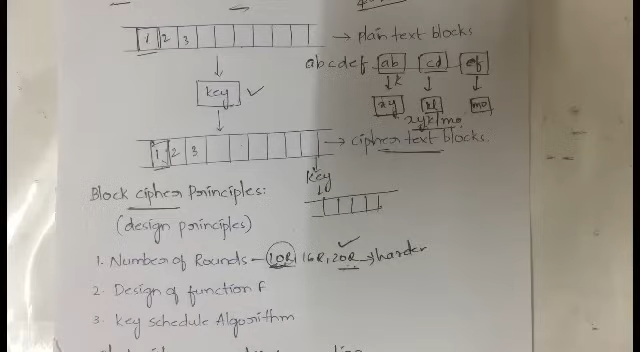 1 2 3 → plain text blocks
abcdef ab cd ef
k
key ✓
xy kl mo
xyklmo
1 2 3 → cipher text blocks.
key
Block cipher Principles:
(design principles)
1. Number of Rounds - 10R, 16R, 20R → harder
2. Design of function F
3. Key schedule Algorithm